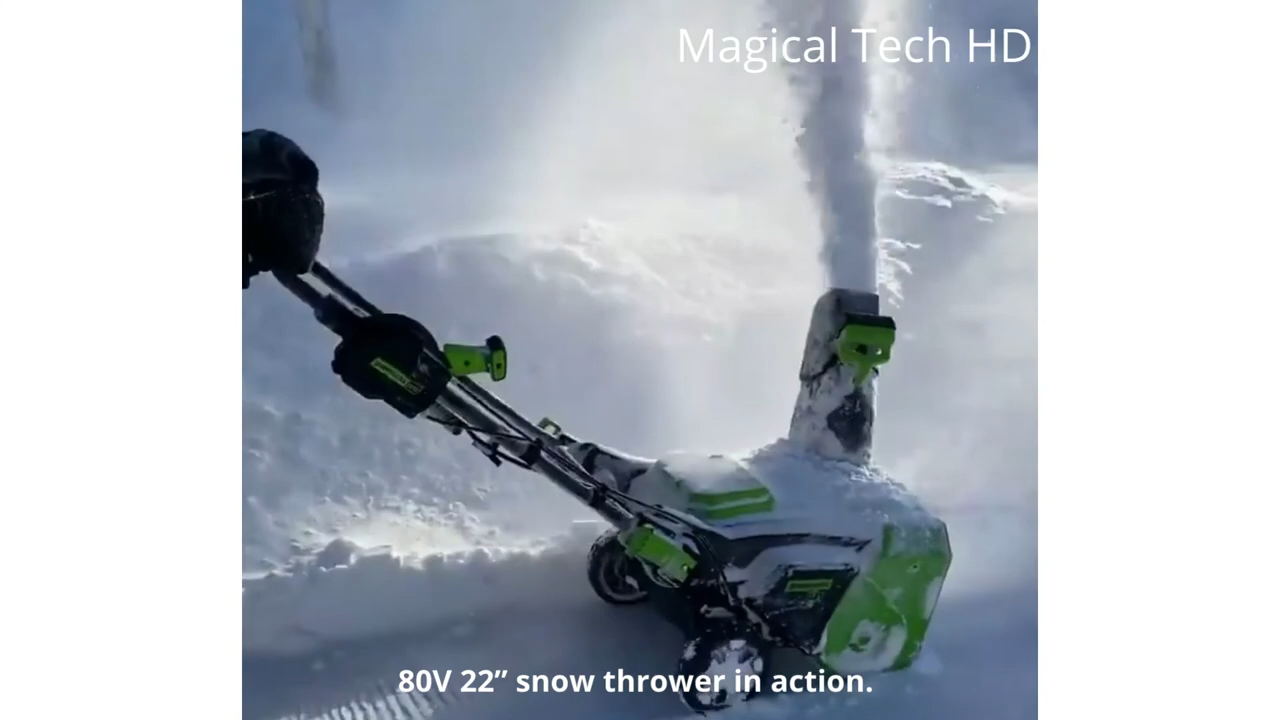 Magical Tech HD
80V 22” snow thrower in action.